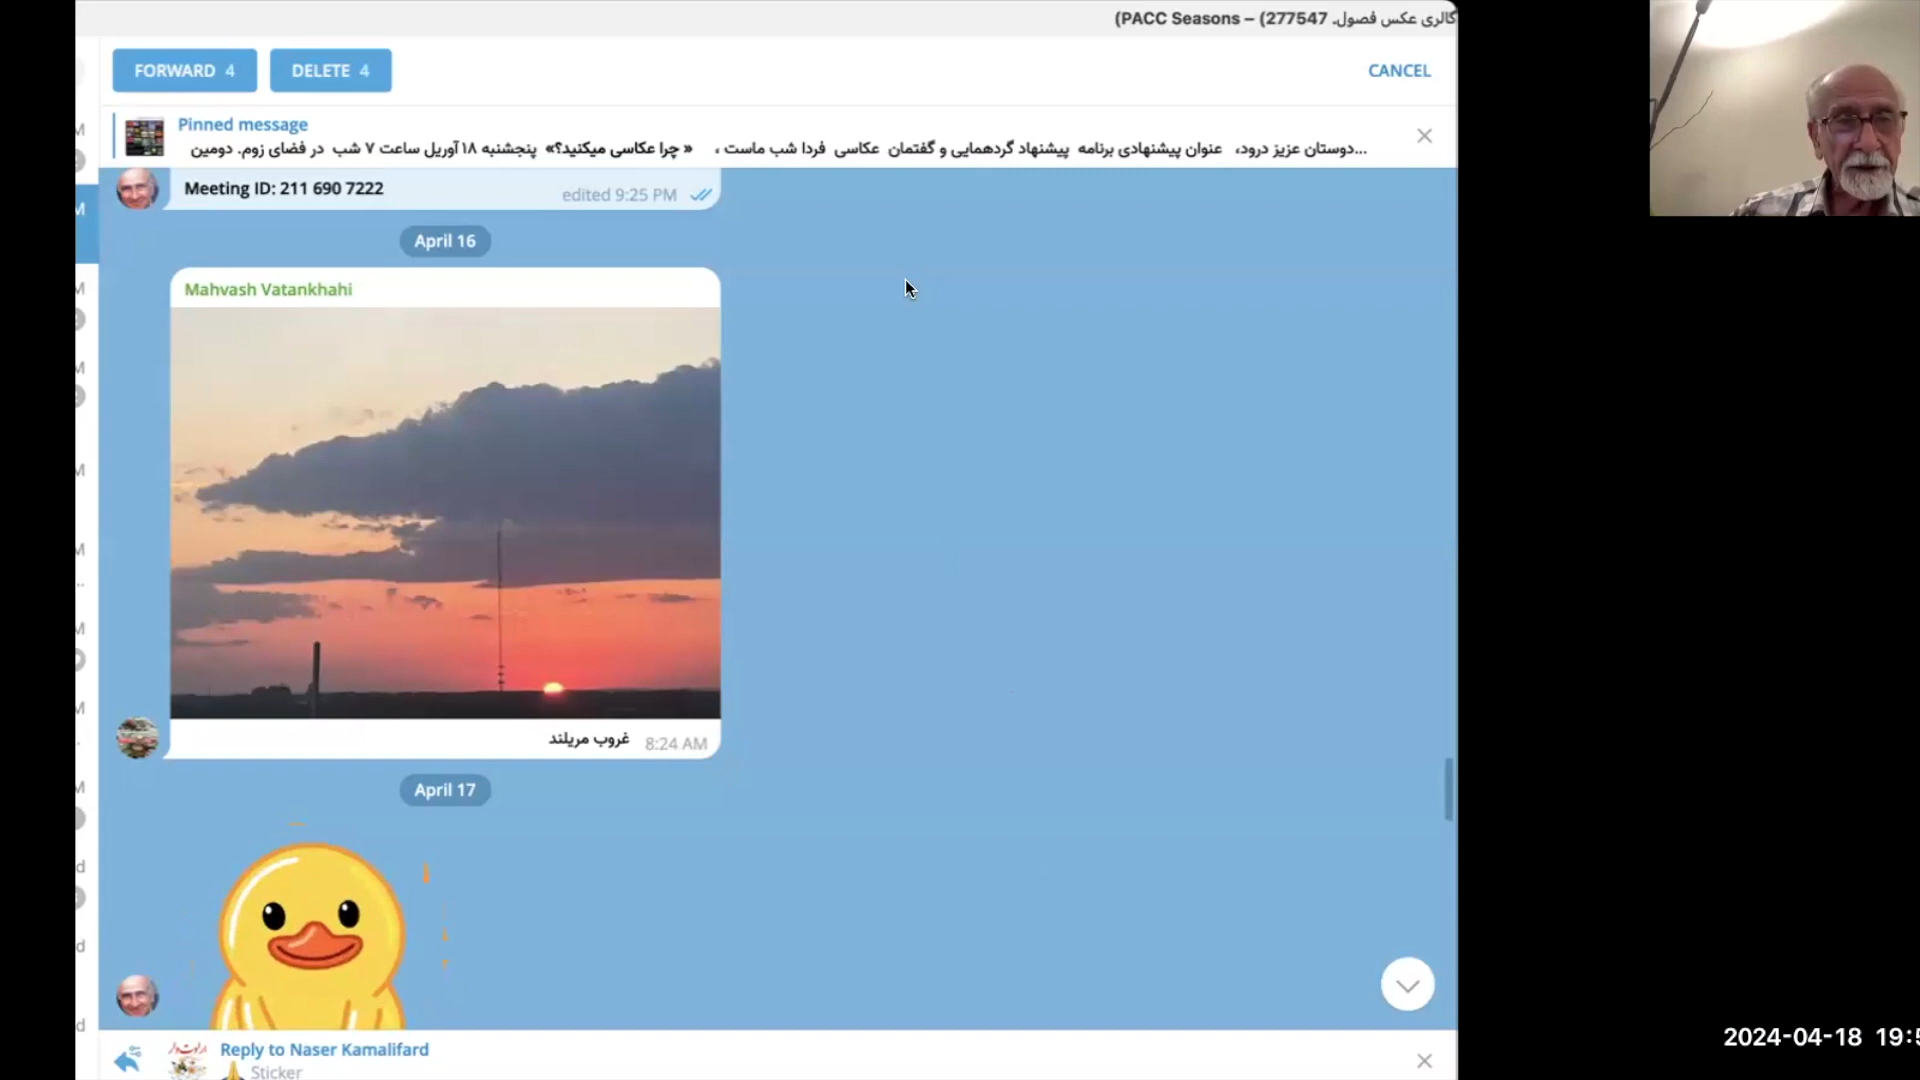 گالری عکس فصول. PACC Seasons – (277547)
FORWARD 4
DELETE 4
CANCEL
Pinned message
دوستان عزیز درود، عنوان پیشنهادی برنامه پیشنهاد گردهمایی و گفتمان عکاسی فردا شب ماست ، « چرا عکاسی میکنید؟» پنجشنبه ۱۸ آوریل ساعت ۷ شب در فضای زوم. دومین...
Meeting ID: 211 690 7222
edited 9:25 PM
April 16
Mahvash Vatankhahi
غروب مریلند
8:24 AM
April 17
Reply to Naser Kamalifard
Sticker
2024-04-18 19:5